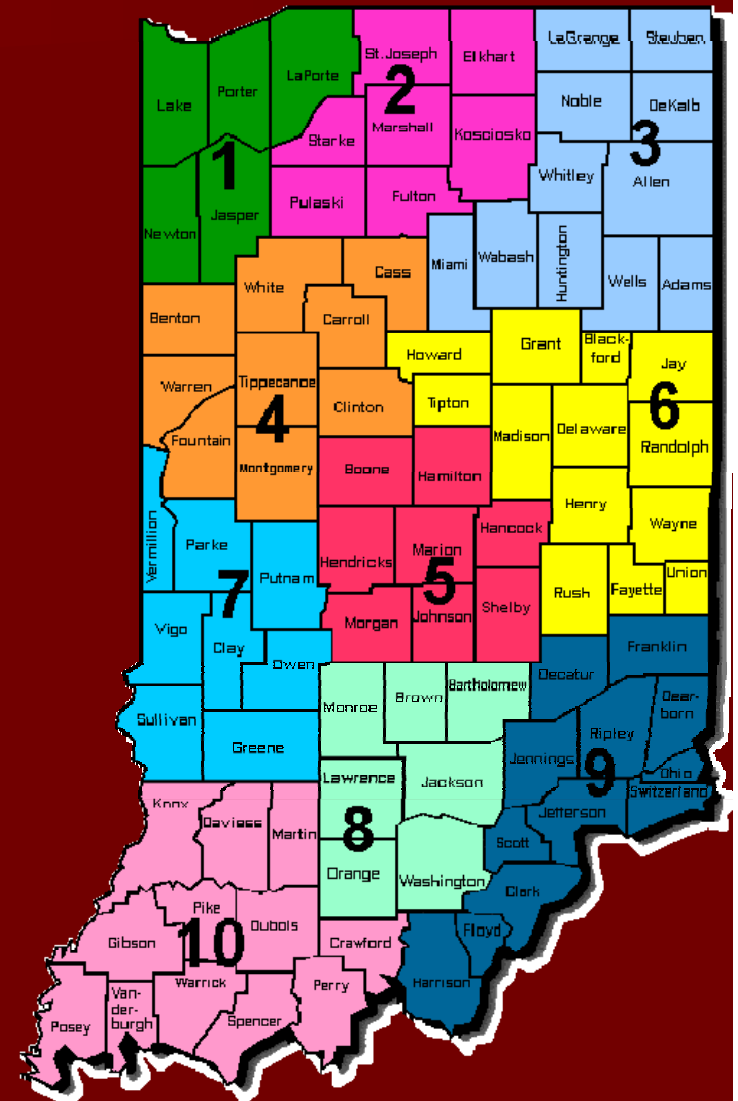 LaGrange
Steuben
St. Joseph
Elkhart
LaPorte
Porter
Lake
2
Noble
DeKalb
Marshall
Kosciosko
Starke
3
1
Whitley
Allen
Pulaski
Fulton
Jasper
Newton
Miami
Wabash
Huntington
Wells
Adams
White
Cass
Benton
Carroll
Howard
Grant
Black-
ford
Jay
Warren
Tippecanoe
Clinton
Tipton
6
4
Madison
Delaware
Randolph
Fountain
Montgomery
Boone
Hamilton
Henry
Wayne
Vermillion
Parke
Hendricks
Marion
Hancock
Putnam
7
5
Rush
Fayette
Union
Vigo
Clay
Morgan
Johnson
Shelby
Owen
Franklin
Decatur
Sullivan
Greene
Monroe
Brown
Bartholomew
Dear-
born
Ripley
Jennings
9
Ohio
Lawrence
Jackson
Switzerland
Knox
Daviess
Martin
8
Jefferson
Scott
Orange
Washington
Clark
Pike
Dubois
Gibson
10
Crawford
Floyd
Harrison
Warrick
Perry
Van-
der-
burgh
Posey
Spencer